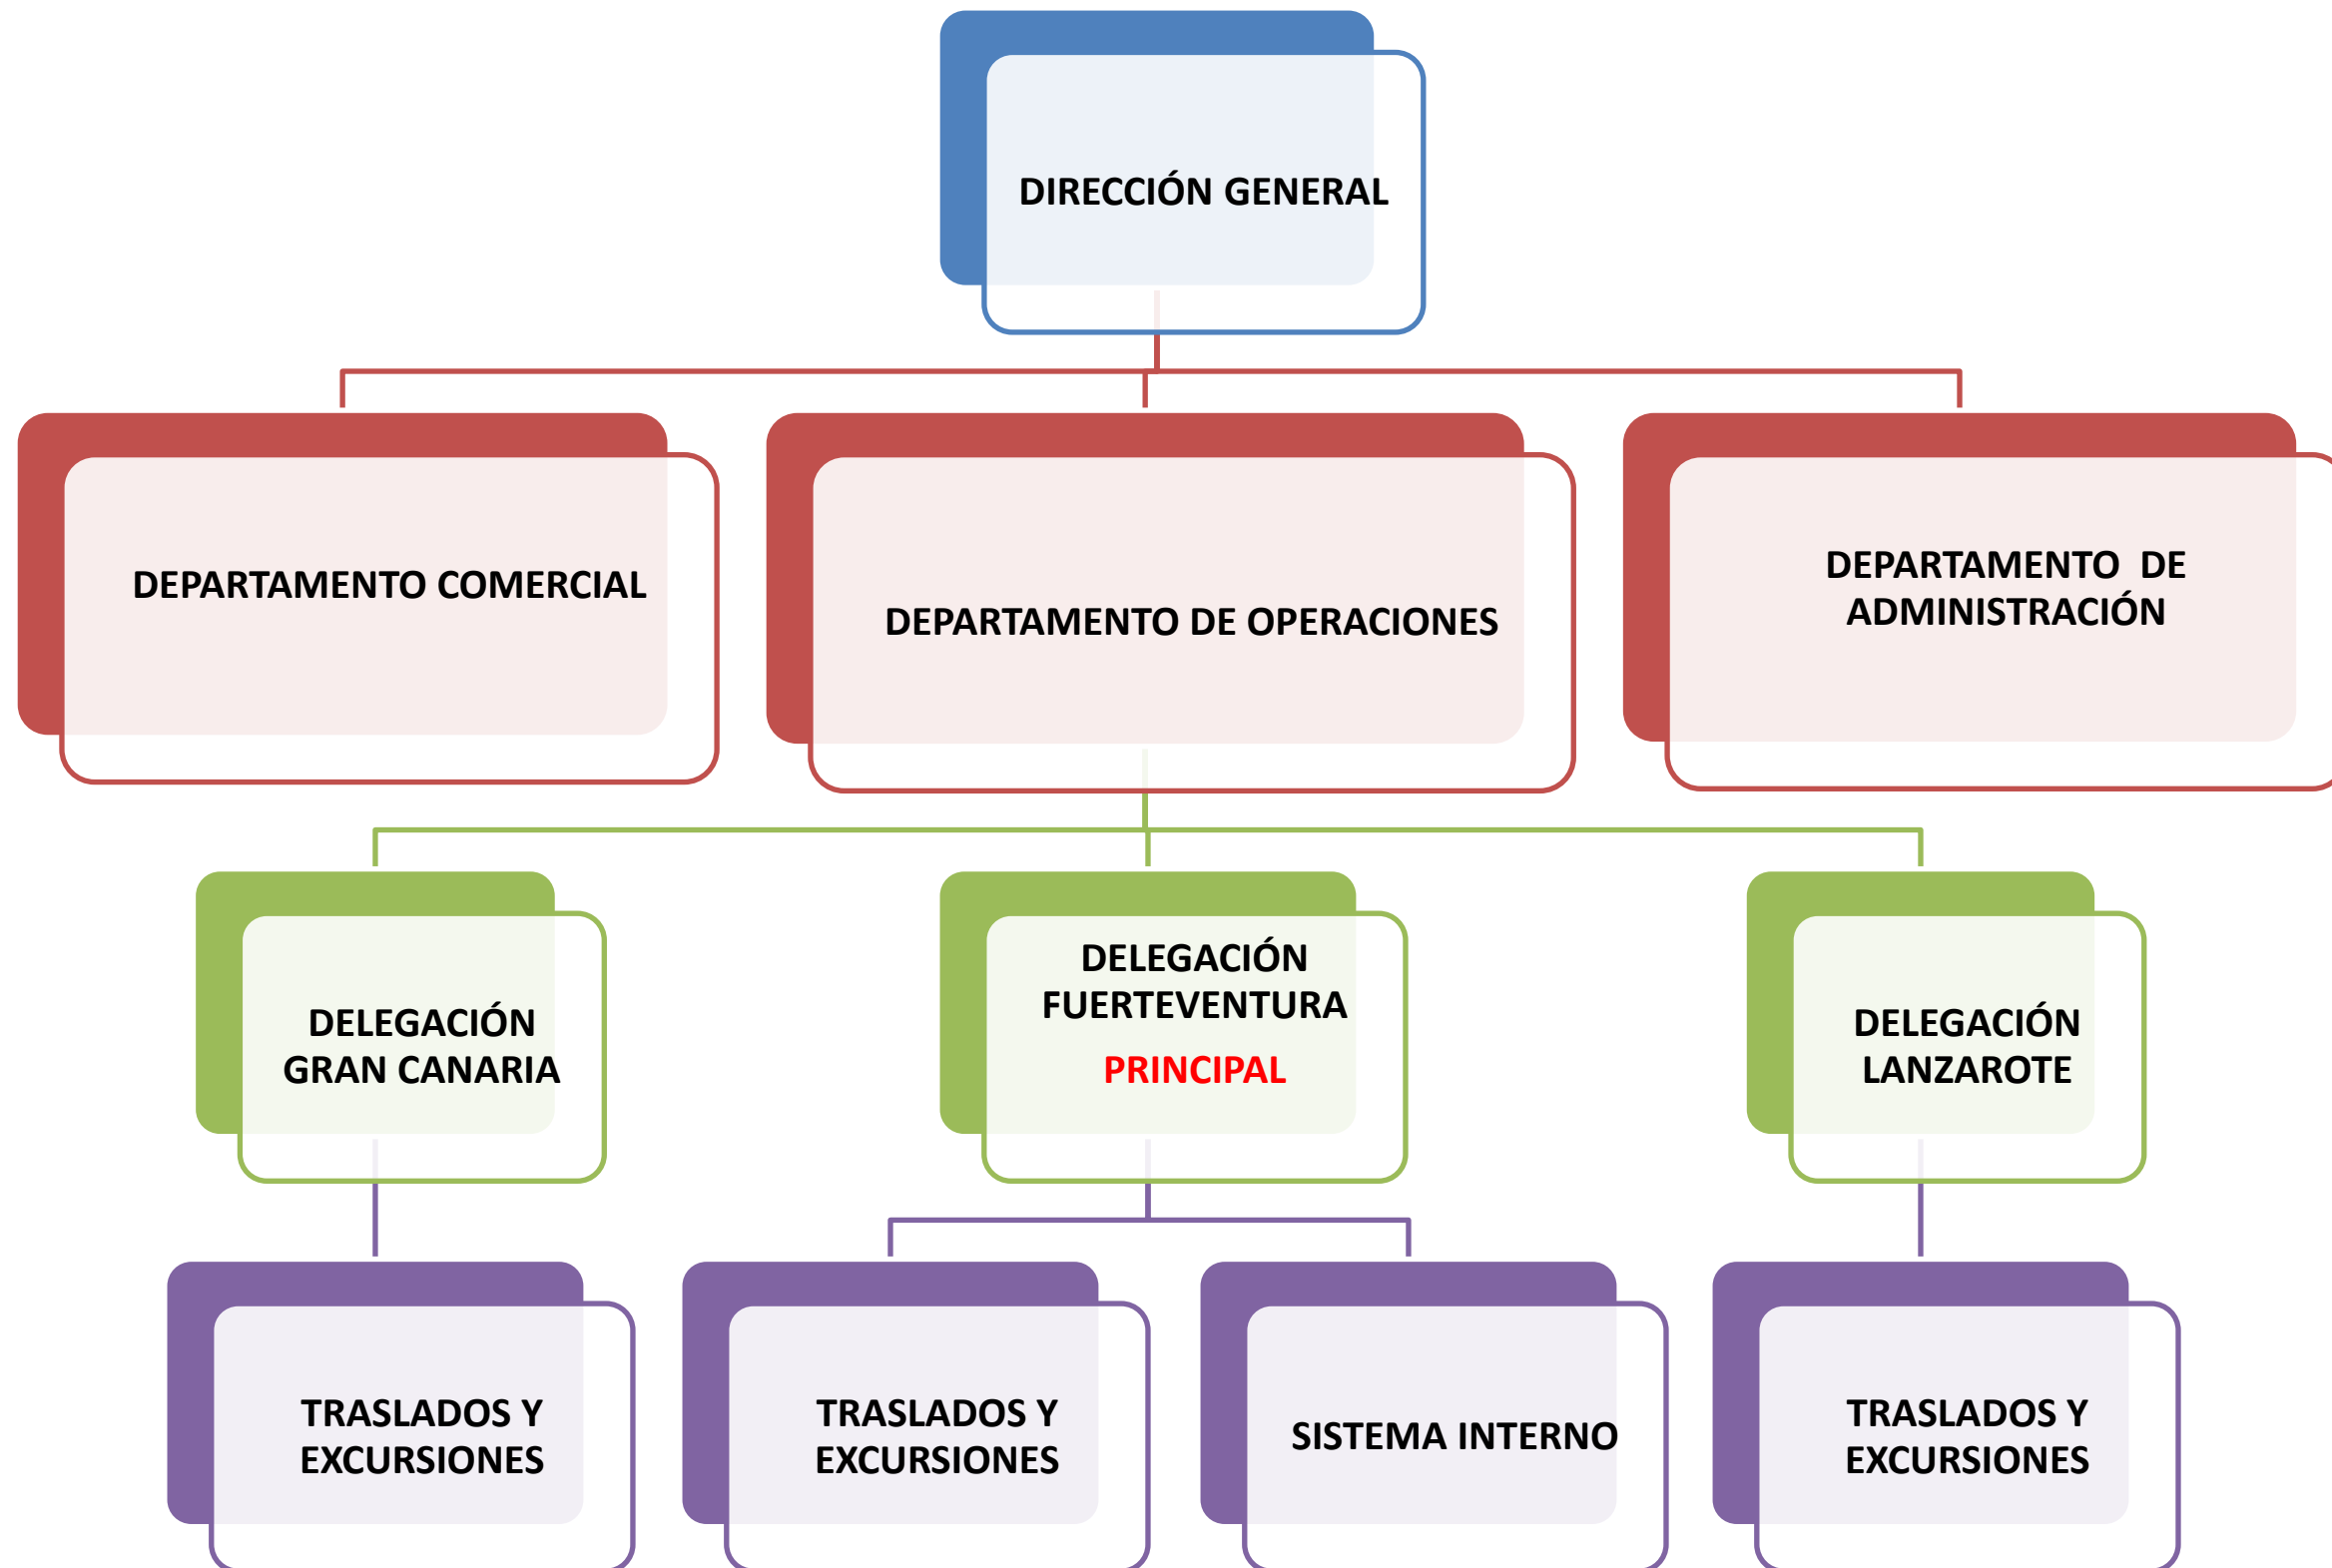 DIRECCIÓN GENERAL
DEPARTAMENTO COMERCIAL
DEPARTAMENTO DE OPERACIONES
DEPARTAMENTO DE
ADMINISTRACIÓN
DELEGACIÓN
GRAN CANARIA
DELEGACIÓN
FUERTEVENTURA
PRINCIPAL
DELEGACIÓN
LANZAROTE
TRASLADOS Y
EXCURSIONES
TRASLADOS Y
EXCURSIONES
SISTEMA INTERNO
TRASLADOS Y
EXCURSIONES